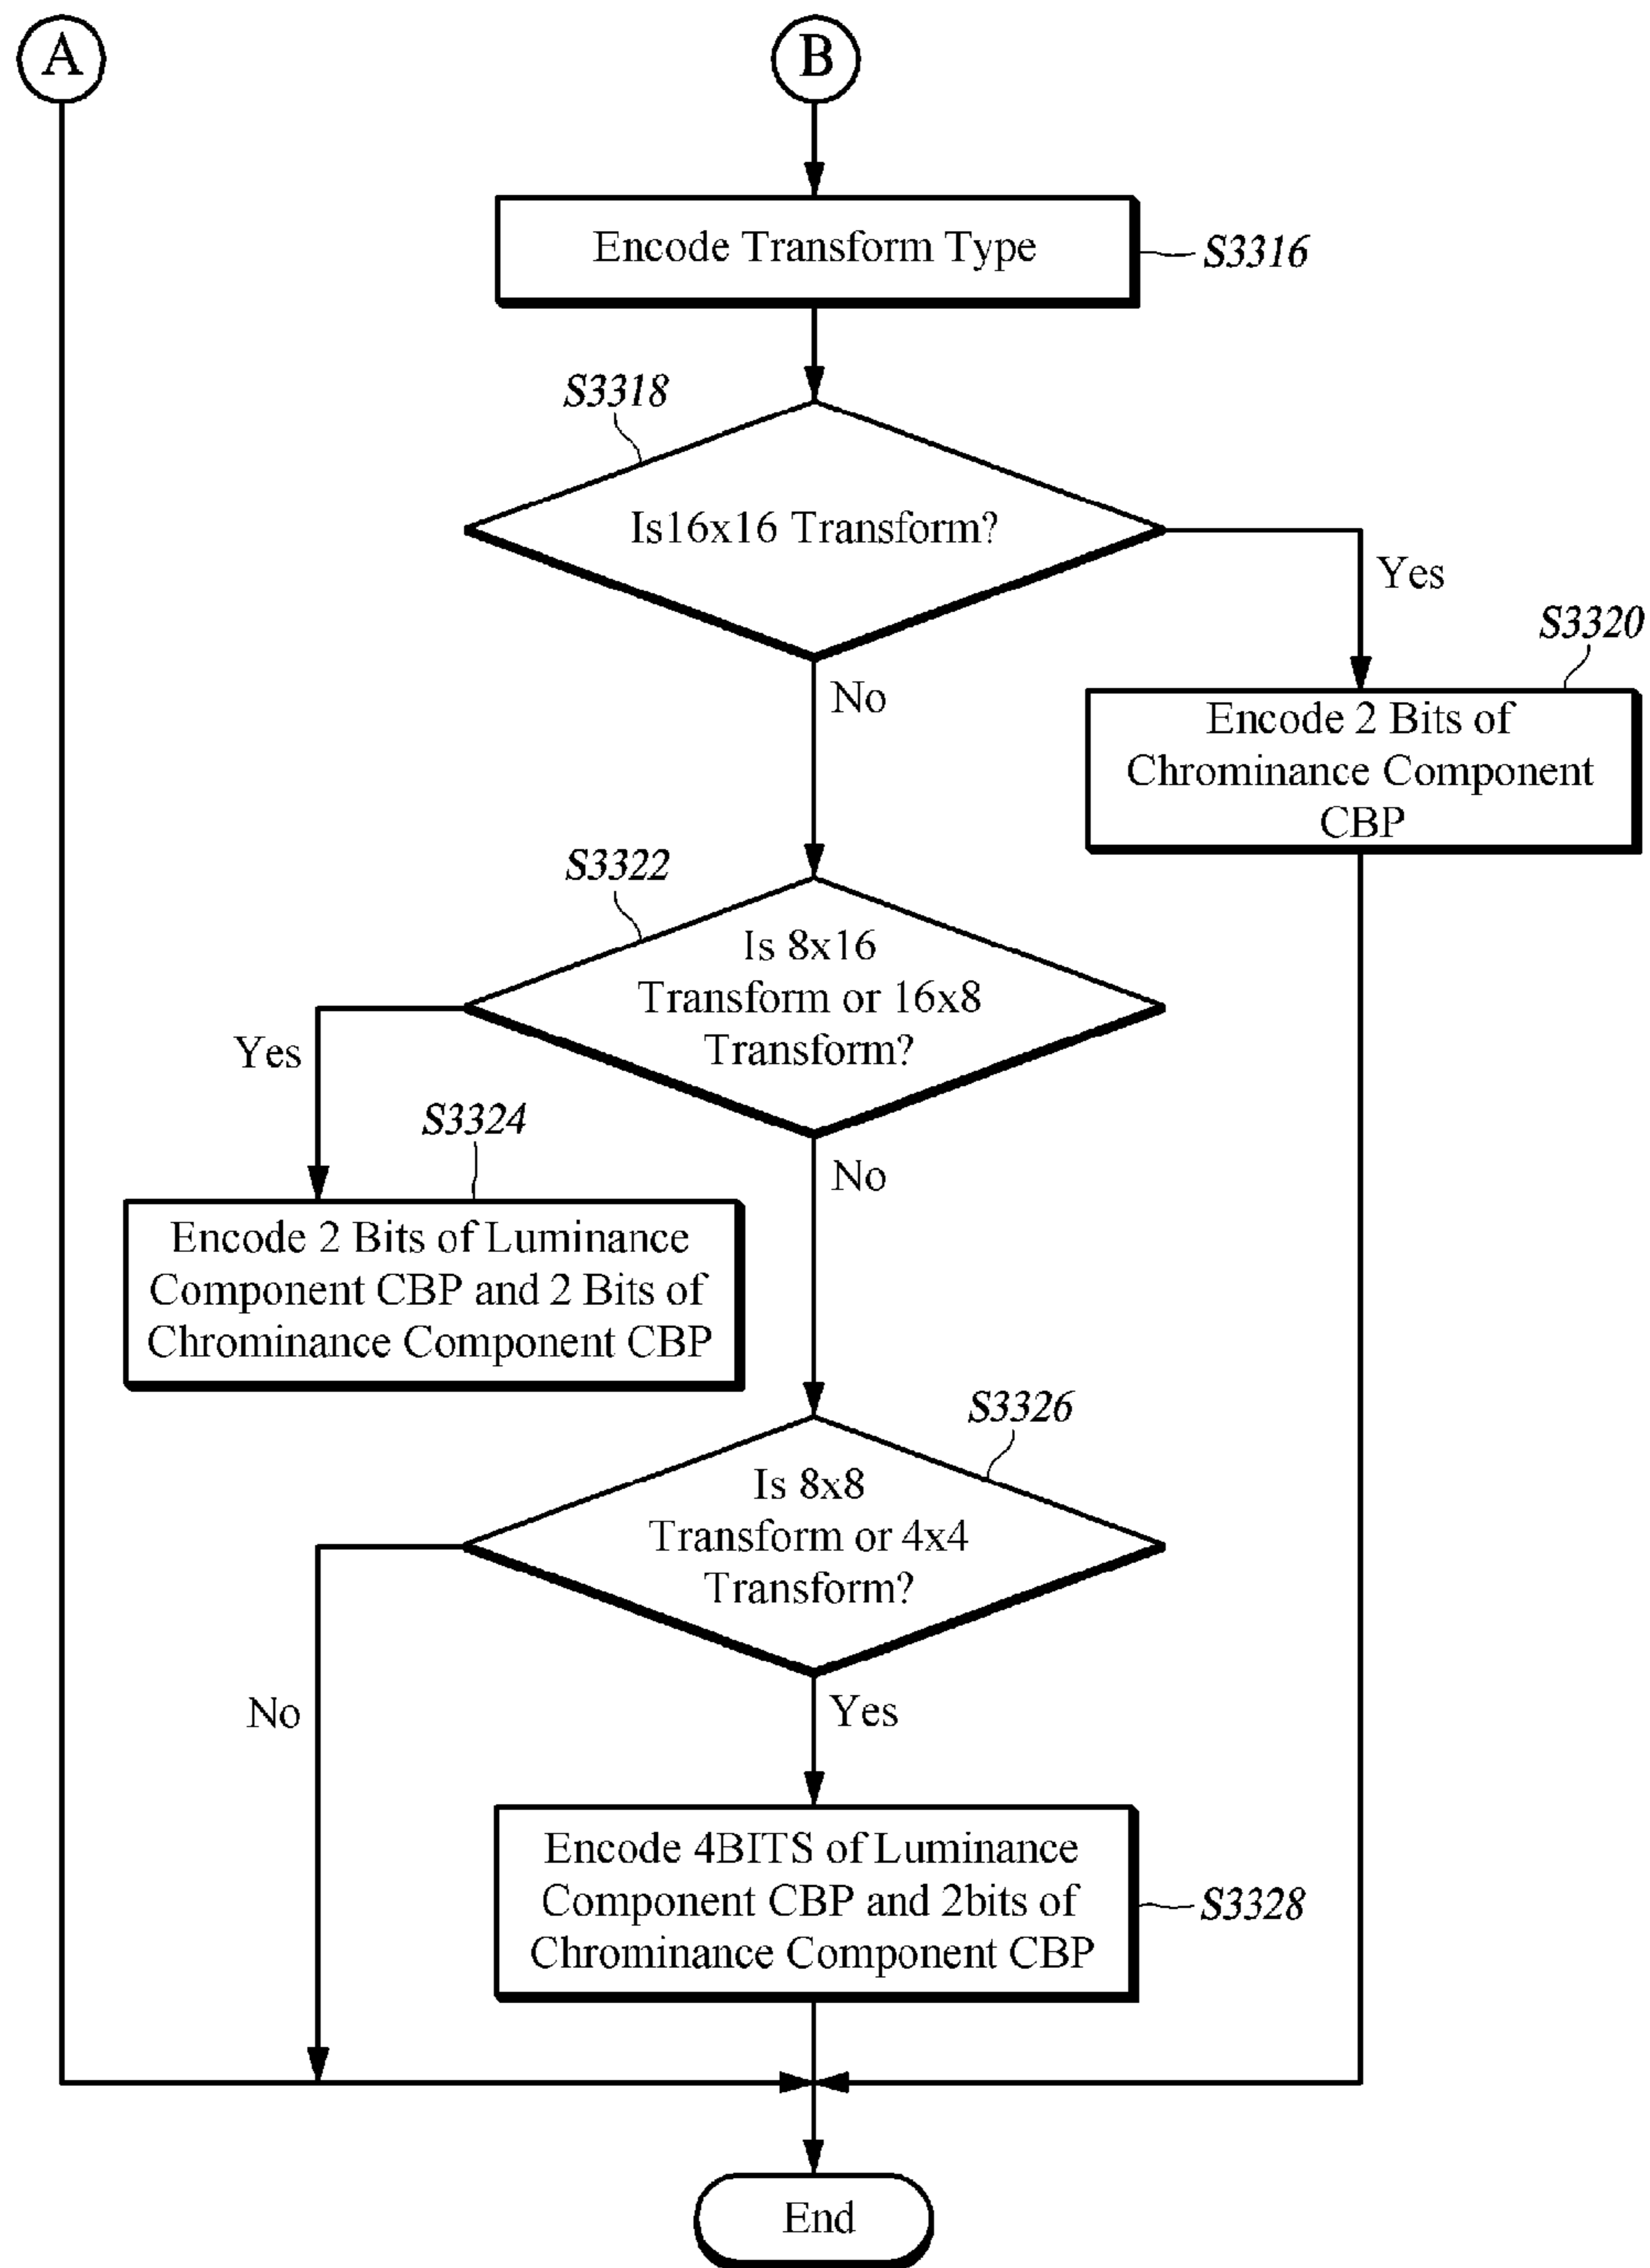 A
B
Encode Transform Type
S3316
S3318
Is16x16 Transform?
Yes
S3320
No
Encode 2 Bits of
Chrominance Component
CBP
S3322
Is 8x16
Transform or 16x8
Transform?
Yes
S3324
No
Encode 2 Bits of Luminance
Component CBP and 2 Bits of
Chrominance Component CBP
S3326
Is 8x8
Transform or 4x4
Transform?
No
Yes
Encode 4BITS of Luminance
Component CBP and 2bits of
Chrominance Component CBP
S3328
End